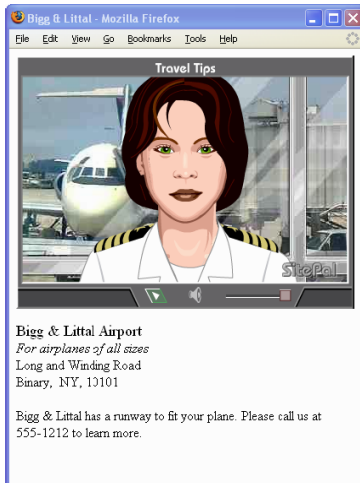 Bigg & Littal - Mozilla Firefox
File Edit View Go Bookmarks Tools Help
Travel Tips
SitePal
Bigg & Littal Airport
For airplanes of all sizes
Long and Winding Road
Binary, NY, 10101
Bigg & Littal has a runway to fit your plane. Please call us at
555-1212 to learn more.